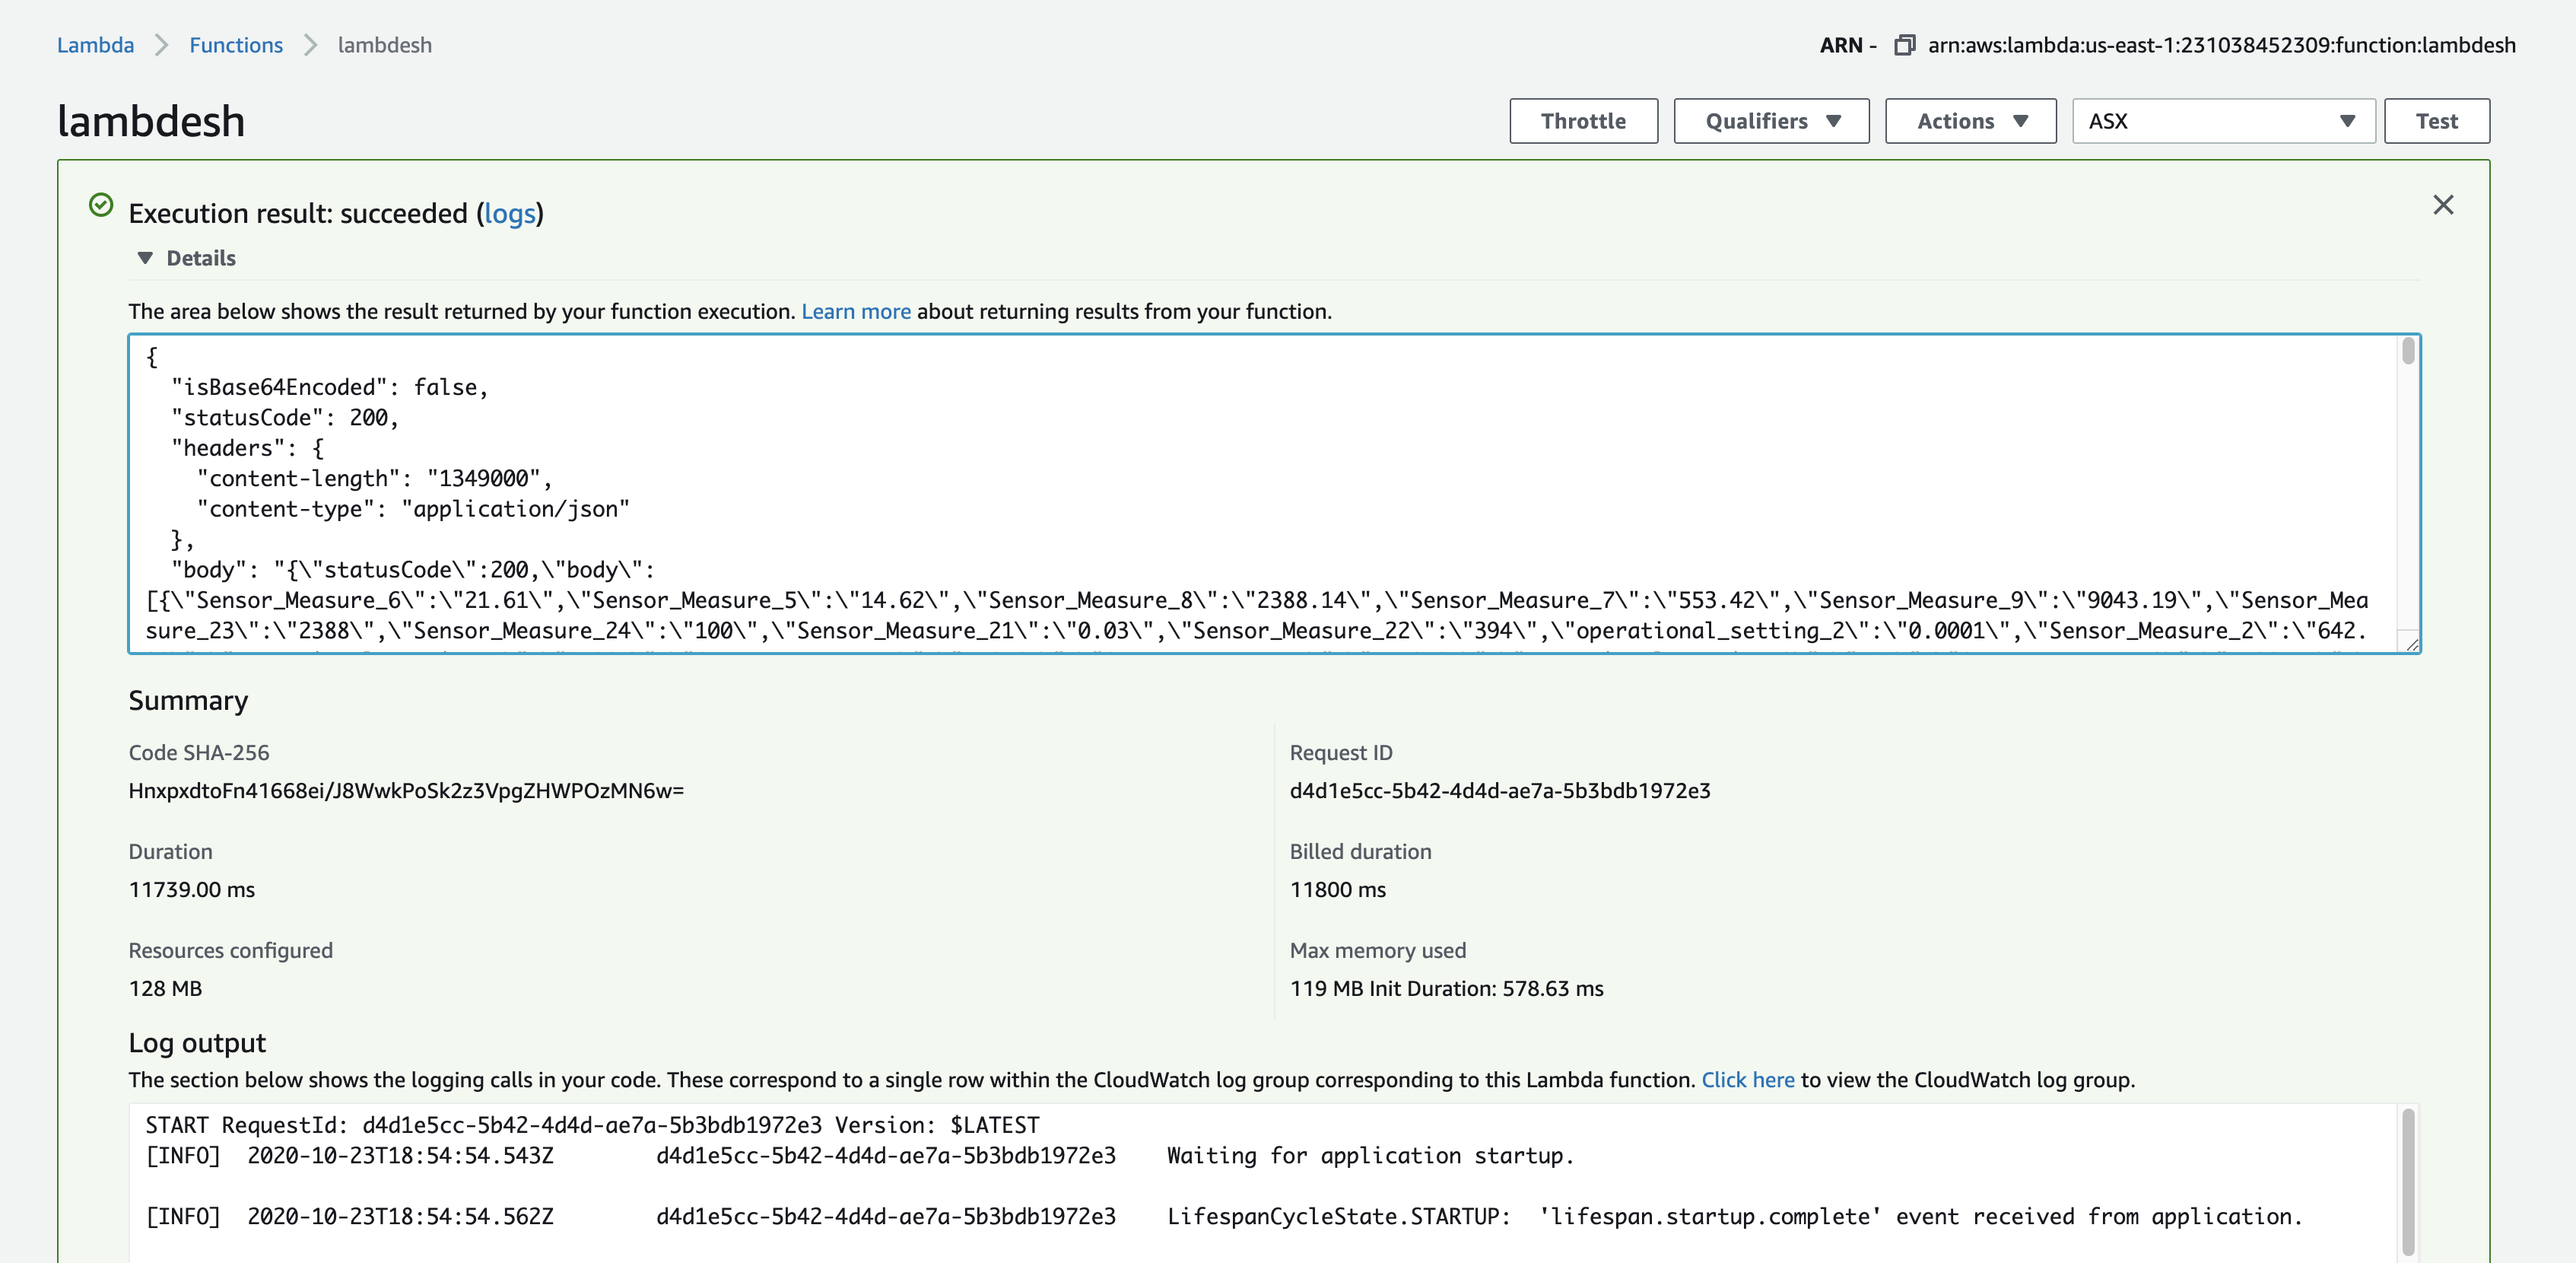 Lambda > Functions > lambdesh
ARN - arn:aws:lambda:us-east-1:231038452309:function:lambdesh
lambdesh
Throttle Qualifiers Actions ASX Test
Execution result: succeeded (logs)
Details
The area below shows the result returned by your function execution. Learn more about returning results from your function.
{
"isBase64Encoded": false,
"statusCode": 200,
"headers": {
"content-length": "1349000",
"content-type": "application/json"
},
"body": "{\"statusCode\":200,\"body\":
[{\"Sensor_Measure_6\":\"21.61\",\"Sensor_Measure_5\":\"14.62\",\"Sensor_Measure_8\":\"2388.14\",\"Sensor_Measure_7\":\"553.42\",\"Sensor_Measure_9\":\"9043.19\",\"Sensor_Mea
sure_23\":\"2388\",\"Sensor_Measure_24\":\"100\",\"Sensor_Measure_21\":\"0.03\",\"Sensor_Measure_22\":\"394\",\"operational_setting_2\":\"0.0001\",\"Sensor_Measure_2\":\"642.
Summary
Code SHA-256
HnxpxdtoFn41668ei/J8WwkPoSk2z3VpgZHWPOzMN6w=
Request ID
d4d1e5cc-5b42-4d4d-ae7a-5b3bdb1972e3
Duration
11739.00 ms
Billed duration
11800 ms
Resources configured
128 MB
Max memory used
119 MB Init Duration: 578.63 ms
Log output
The section below shows the logging calls in your code. These correspond to a single row within the CloudWatch log group corresponding to this Lambda function. Click here to view the CloudWatch log group.
START RequestId: d4d1e5cc-5b42-4d4d-ae7a-5b3bdb1972e3 Version: $LATEST
[INFO] 2020-10-23T18:54:54.543Z d4d1e5cc-5b42-4d4d-ae7a-5b3bdb1972e3 Waiting for application startup.
[INFO] 2020-10-23T18:54:54.562Z d4d1e5cc-5b42-4d4d-ae7a-5b3bdb1972e3 LifespanCycleState.STARTUP: 'lifespan.startup.complete' event received from application.